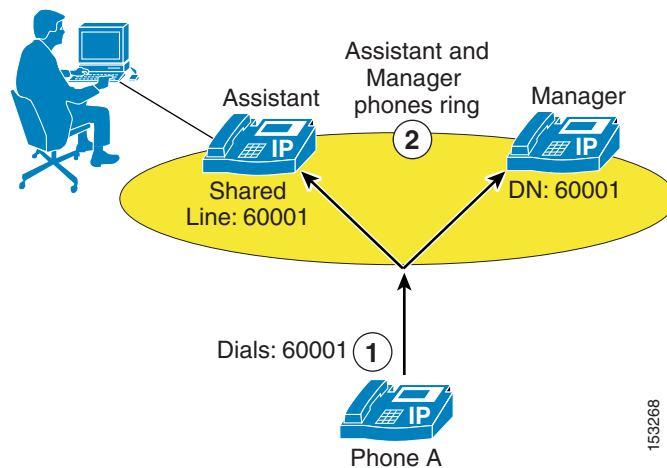 Assistant and
Manager
phones ring
2
Assistant
Manager
IP
IP
Shared
Line: 60001
DN: 60001
Dials: 60001
1
IP
Phone A
153268